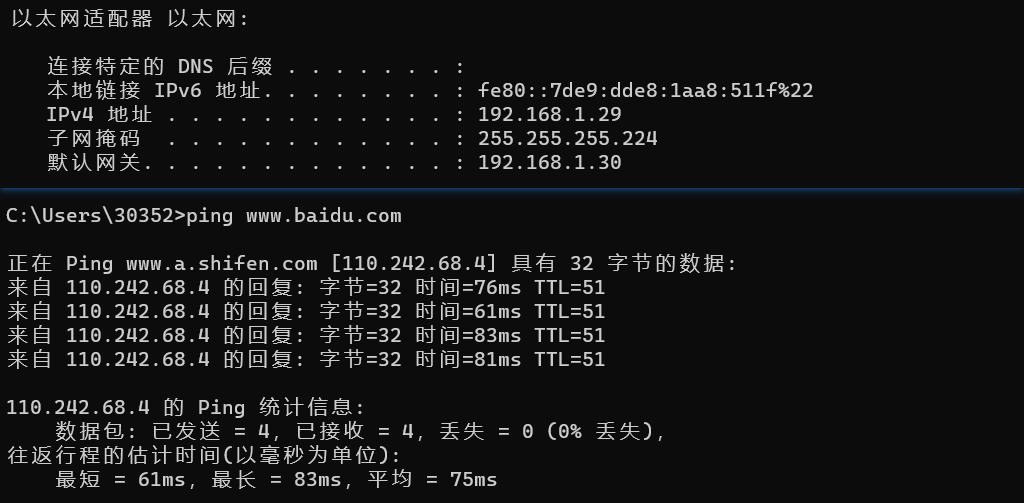 以太网适配器 以太网:
连接特定的 DNS 后缀 . . . . . . . :
本地链接 IPv6 地址. . . . . . . . : fe80::7de9:dde8:1aa8:511f%22
IPv4 地址 . . . . . . . . . . . . : 192.168.1.29
子网掩码  . . . . . . . . . . . . : 255.255.255.224
默认网关. . . . . . . . . . . . . : 192.168.1.30
C:\Users\30352>ping www.baidu.com
正在 Ping www.a.shifen.com [110.242.68.4] 具有 32 字节的数据:
来自 110.242.68.4 的回复: 字节=32 时间=76ms TTL=51
来自 110.242.68.4 的回复: 字节=32 时间=61ms TTL=51
来自 110.242.68.4 的回复: 字节=32 时间=83ms TTL=51
来自 110.242.68.4 的回复: 字节=32 时间=81ms TTL=51
110.242.68.4 的 Ping 统计信息:
数据包: 已发送 = 4，已接收 = 4，丢失 = 0 (0% 丢失)，
往返行程的估计时间(以毫秒为单位):
最短 = 61ms，最长 = 83ms，平均 = 75ms